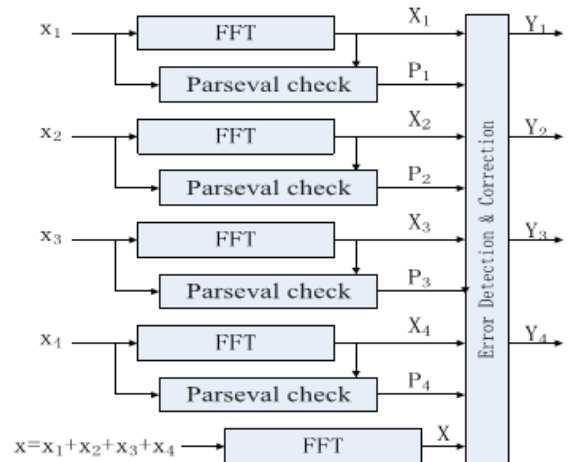 x₁ FFT X₁ Y₁
Parseval check P₁
x₂ FFT X₂ Y₂
Parseval check P₂
x₃ FFT X₃ Y₃
Parseval check P₃
x₄ FFT X₄ Y₄
Parseval check P₄
x=x₁+x₂+x₃+x₄ FFT X
Error Detection & Correction